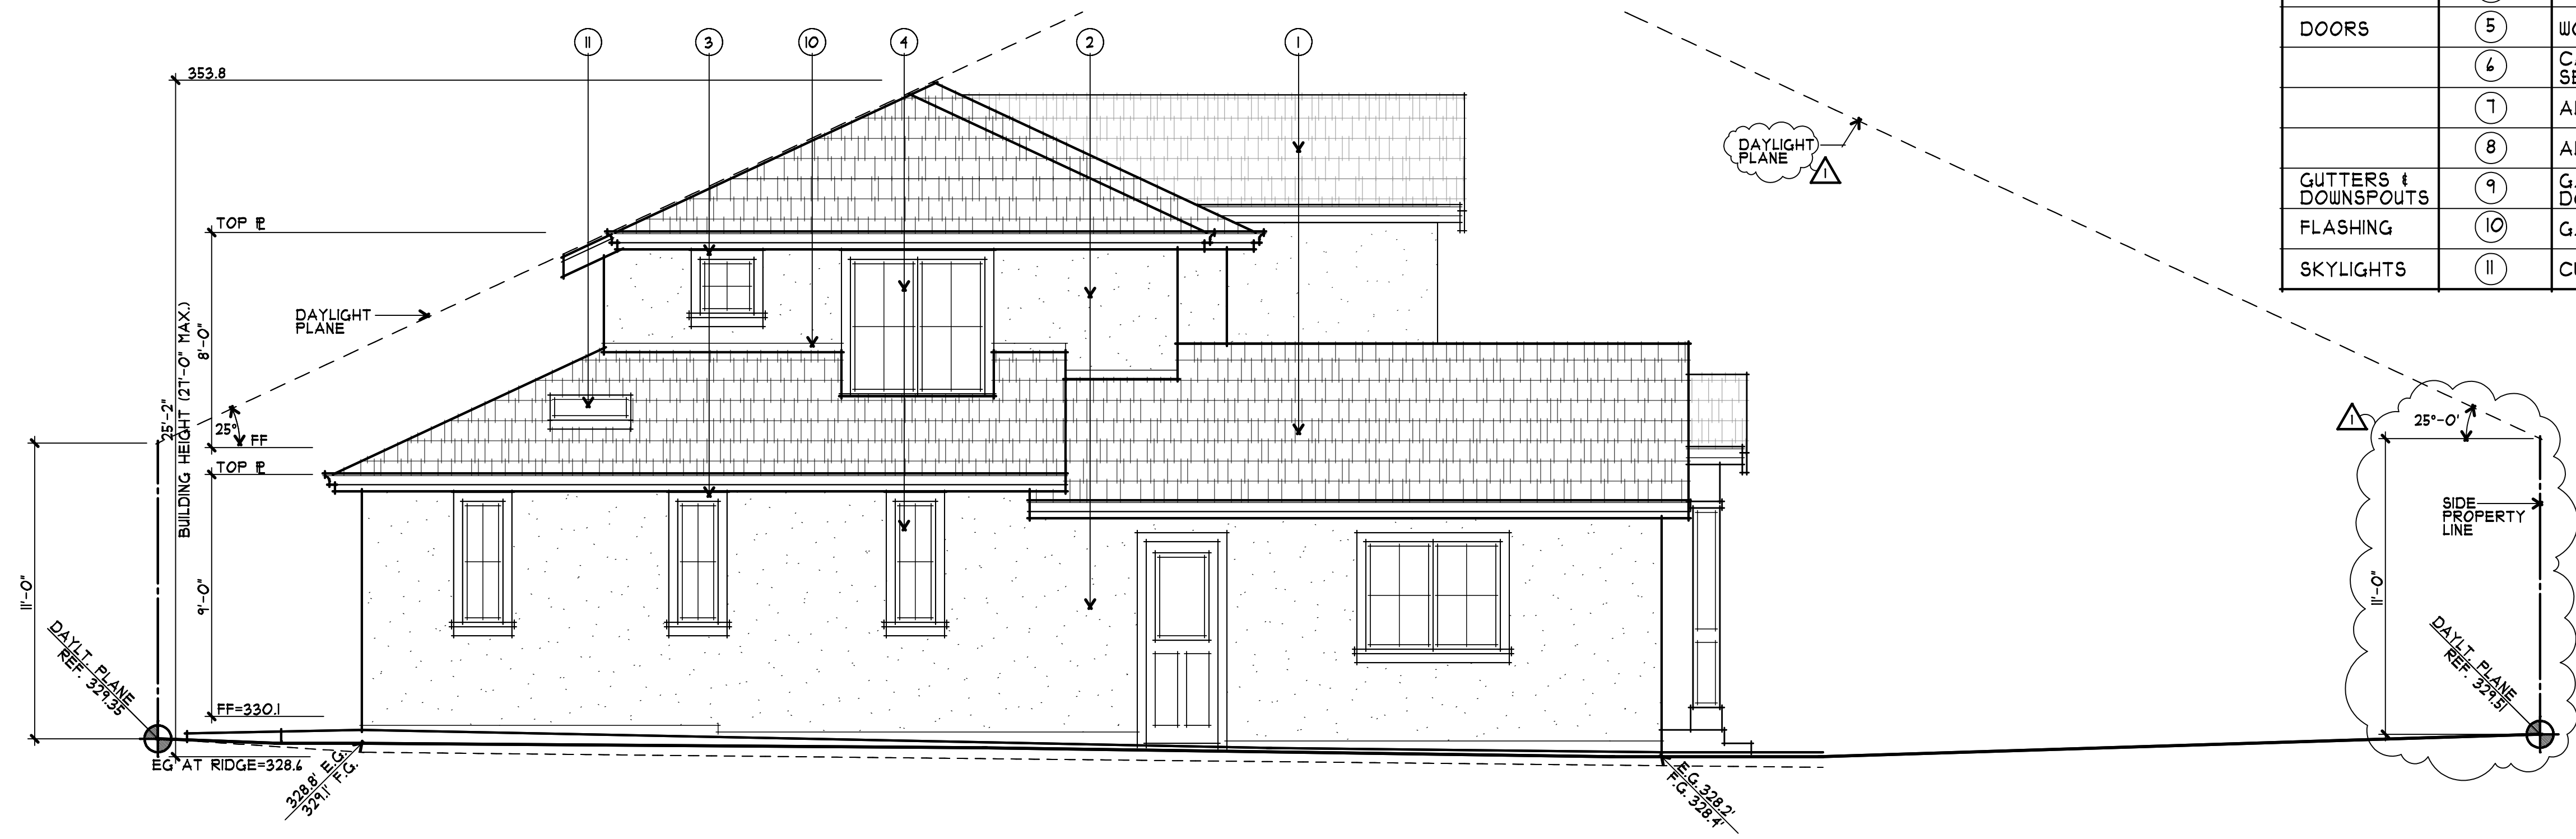 11
3
10
4
2
1
353.8
TOP PL
DAYLIGHT
PLANE
8'-0"
25'-2"
BUILDING HEIGHT (27'-0" MAX.)
25°
FF
TOP PL
11'-0"
9'-0"
DAYLT. PLANE
REF. 329.35
FF=330.1
EG AT RIDGE=328.6
328.8' E.G.
329.1' F.G.
E.G. 328.2'
F.G. 328.4'
DAYLIGHT
PLANE
1
1
25°-0'
SIDE
PROPERTY
LINE
11'-0"
DAYLT. PLANE
REF. 329.51
DOORS 5
6
7
8
GUTTERS &
DOWNSPOUTS 9
FLASHING 10
SKYLIGHTS 11